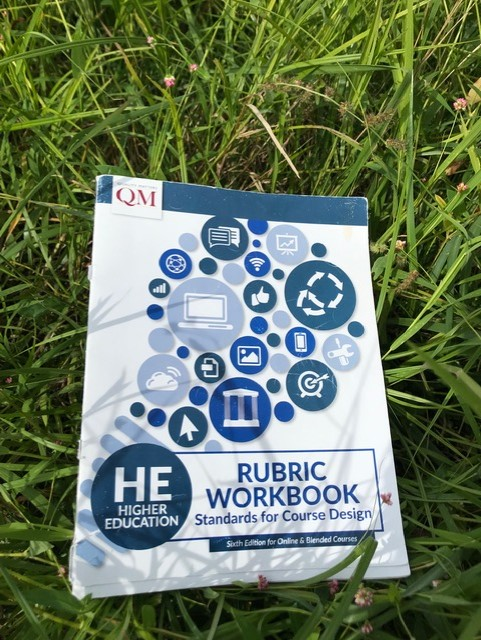 QM
HE
HIGHER
EDUCATION
RUBRIC
WORKBOOK
Standards for Course Design
Sixth Edition for Online & Blended Courses